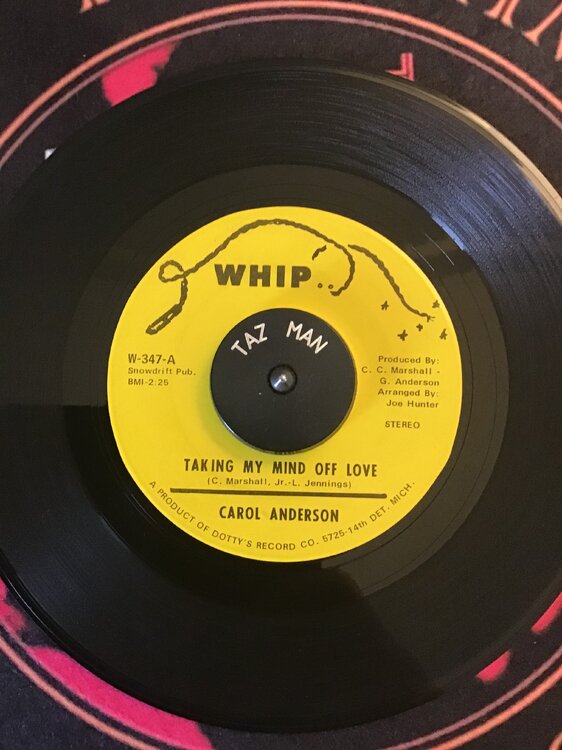 WHIP..
TAZ MAN
W-347-A
Snowdrift Pub.
BMI-2:25
Produced By:
C. C. Marshall -
G. Anderson
Arranged By:
Joe Hunter
STEREO
TAKING MY MIND OFF LOVE
(C. Marshall, Jr.-L. Jennings)
CAROL ANDERSON
A PRODUCT OF DOTTY'S RECORD CO. 5725-14th DET. MICH.